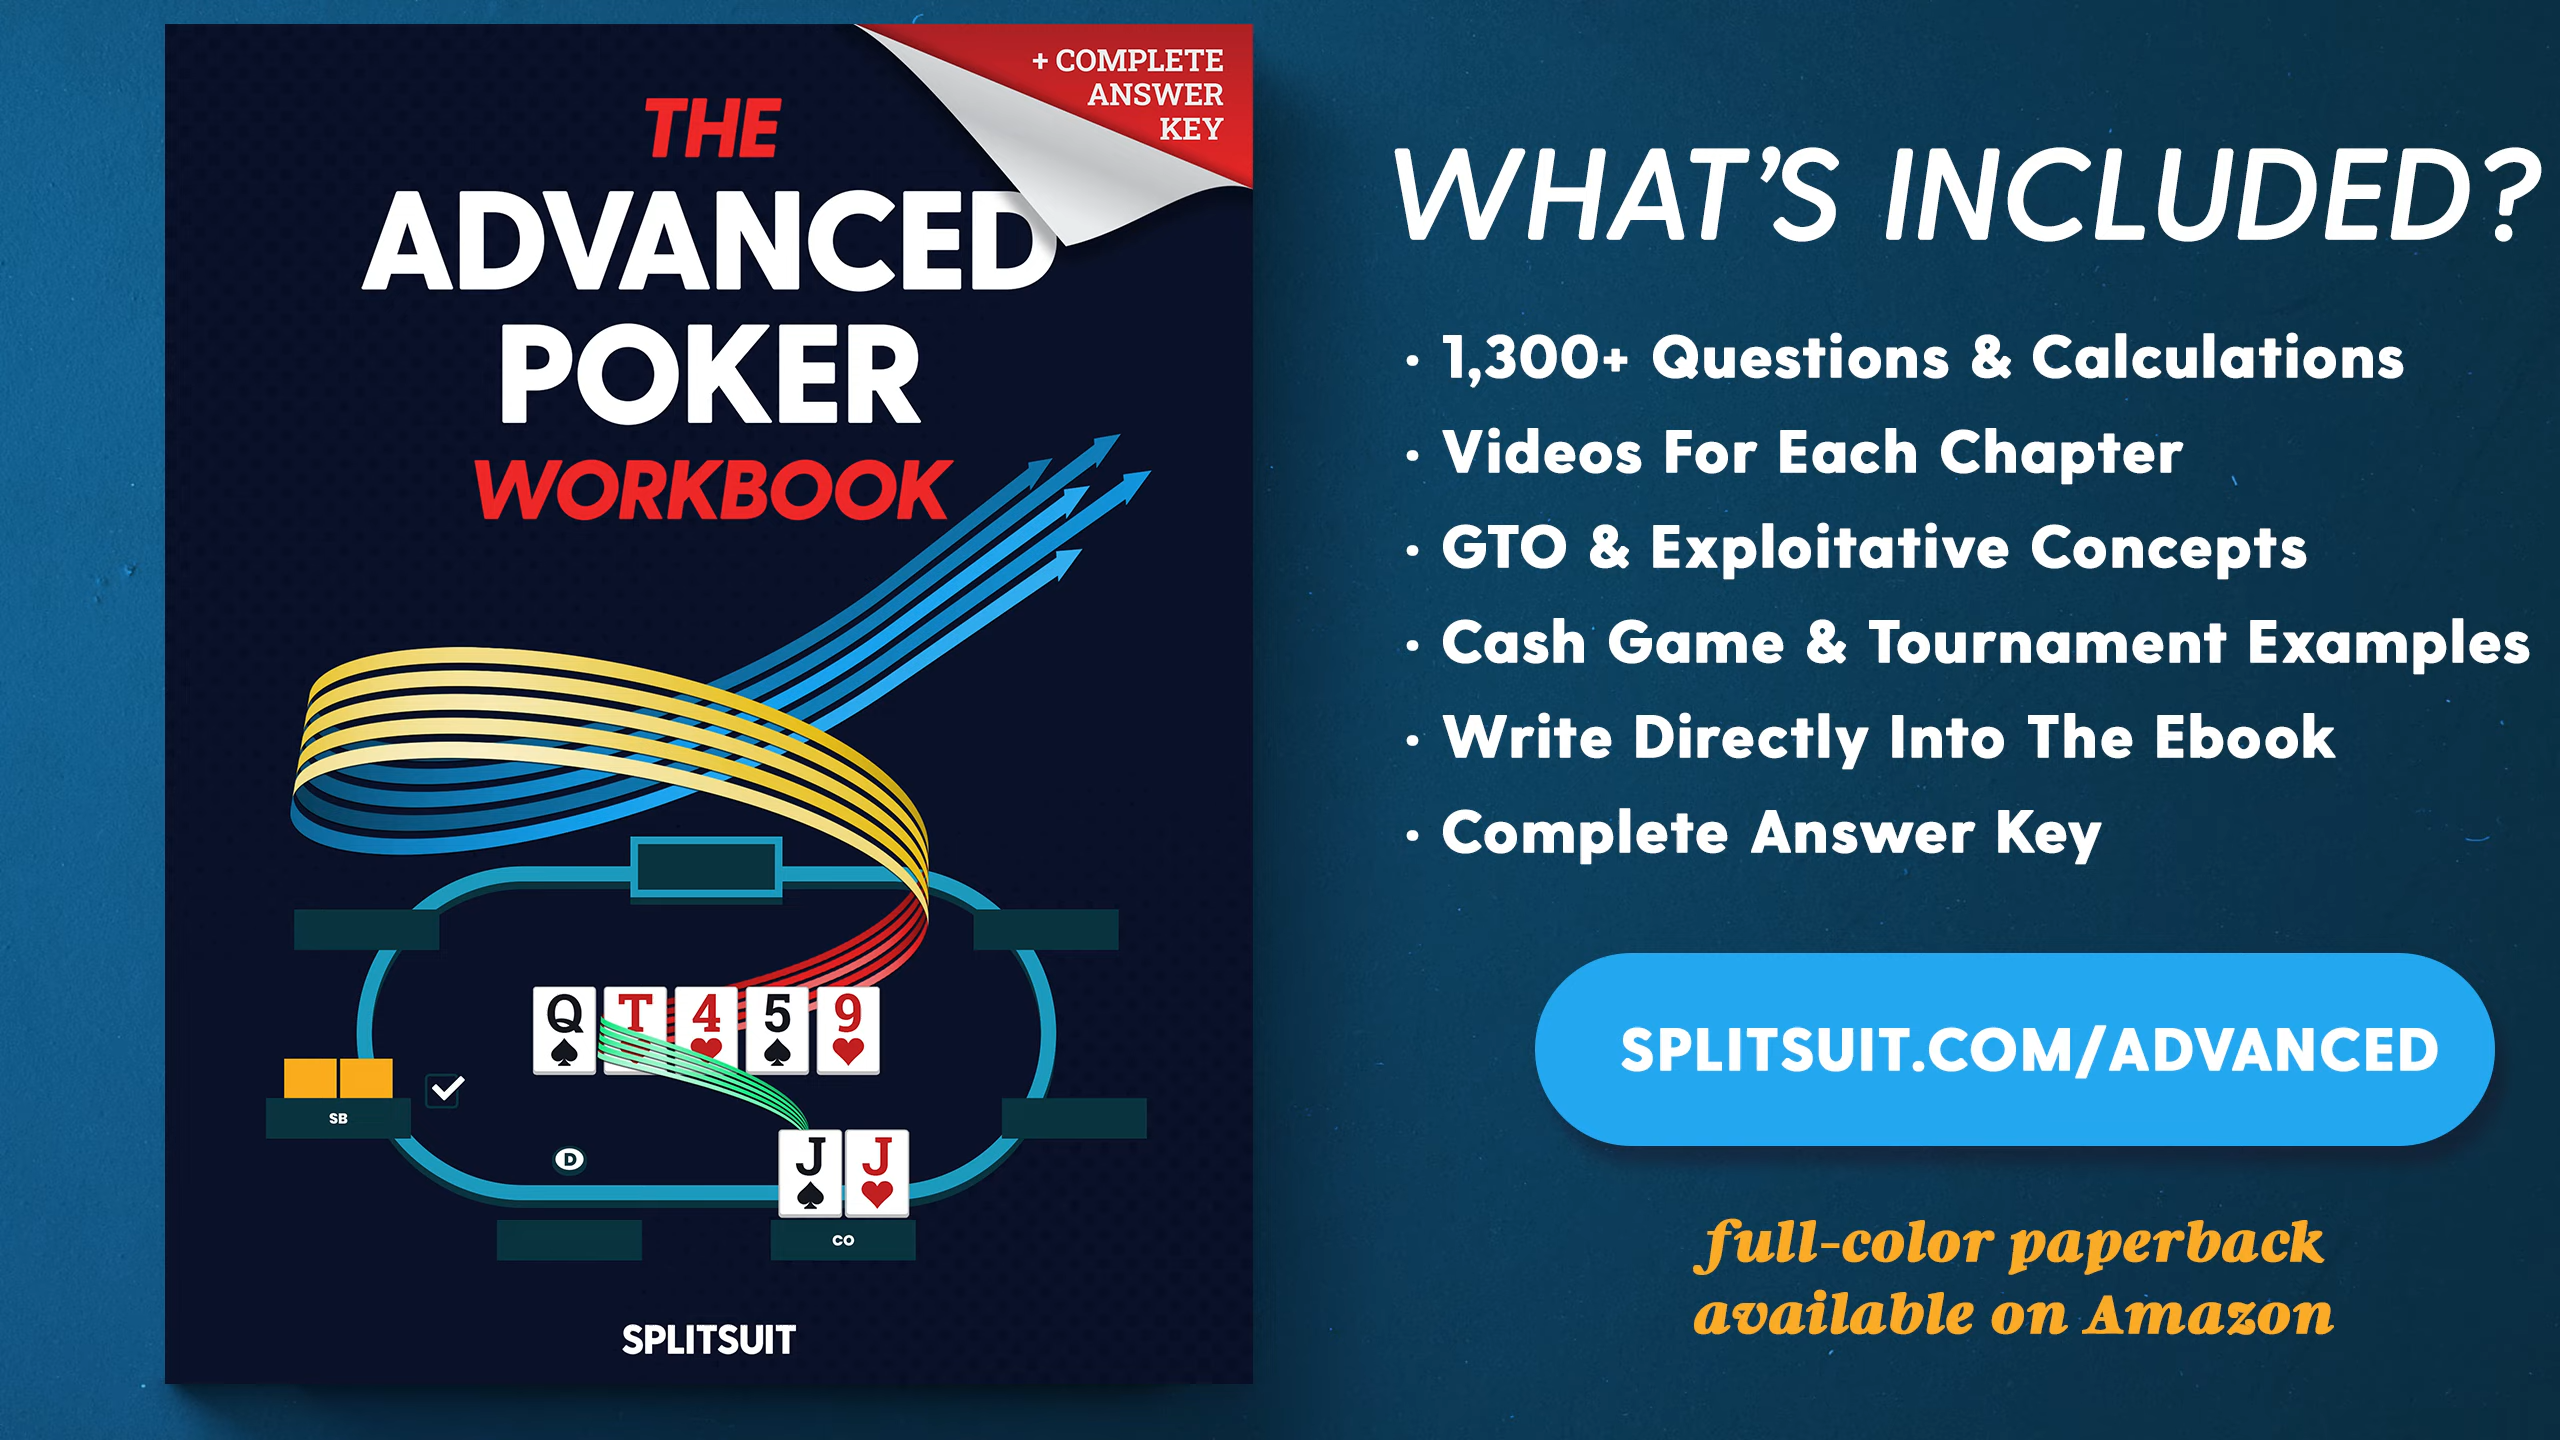 + COMPLETE
ANSWER
KEY
THE
ADVANCED
POKER
WORKBOOK
Q T 4 5 9
SB
D
J J
CO
SPLITSUIT
WHAT'S INCLUDED?
· 1,300+ Questions & Calculations
· Videos For Each Chapter
· GTO & Exploitative Concepts
· Cash Game & Tournament Examples
· Write Directly Into The Ebook
· Complete Answer Key
SPLITSUIT.COM/ADVANCED
full-color paperback
available on Amazon